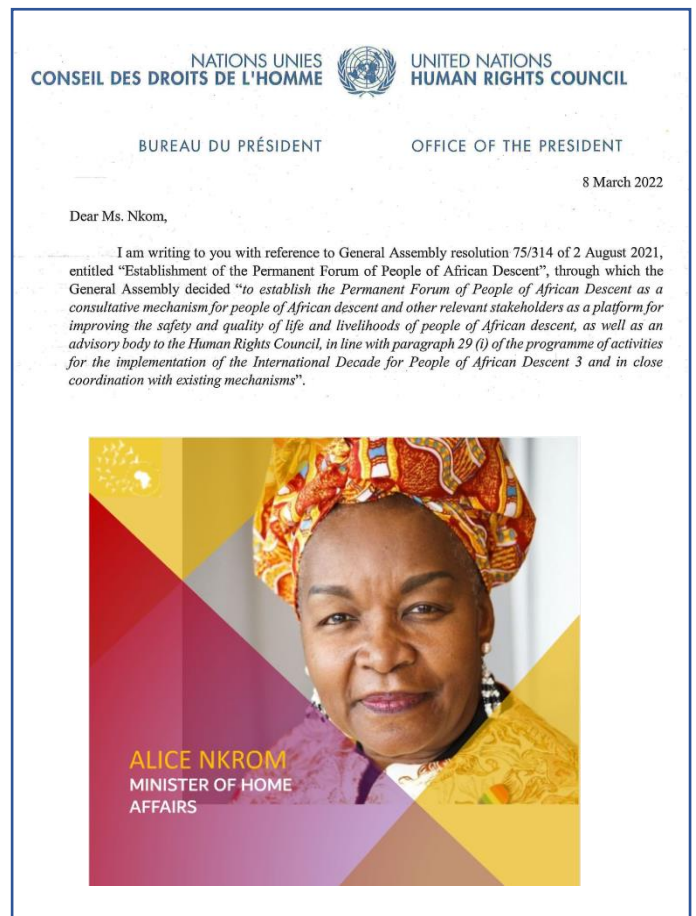 NATIONS UNIES
CONSEIL DES DROITS DE L'HOMME
UNITED NATIONS
HUMAN RIGHTS COUNCIL
BUREAU DU PRÉSIDENT
OFFICE OF THE PRESIDENT
8 March 2022
Dear Ms. Nkom,
I am writing to you with reference to General Assembly resolution 75/314 of 2 August 2021,
entitled “Establishment of the Permanent Forum of People of African Descent”, through which the
General Assembly decided “to establish the Permanent Forum of People of African Descent as a
consultative mechanism for people of African descent and other relevant stakeholders as a platform for
improving the safety and quality of life and livelihoods of people of African descent, as well as an
advisory body to the Human Rights Council, in line with paragraph 29 (i) of the programme of activities
for the implementation of the International Decade for People of African Descent 3 and in close
coordination with existing mechanisms”.
ALICE NKROM
MINISTER OF HOME
AFFAIRS